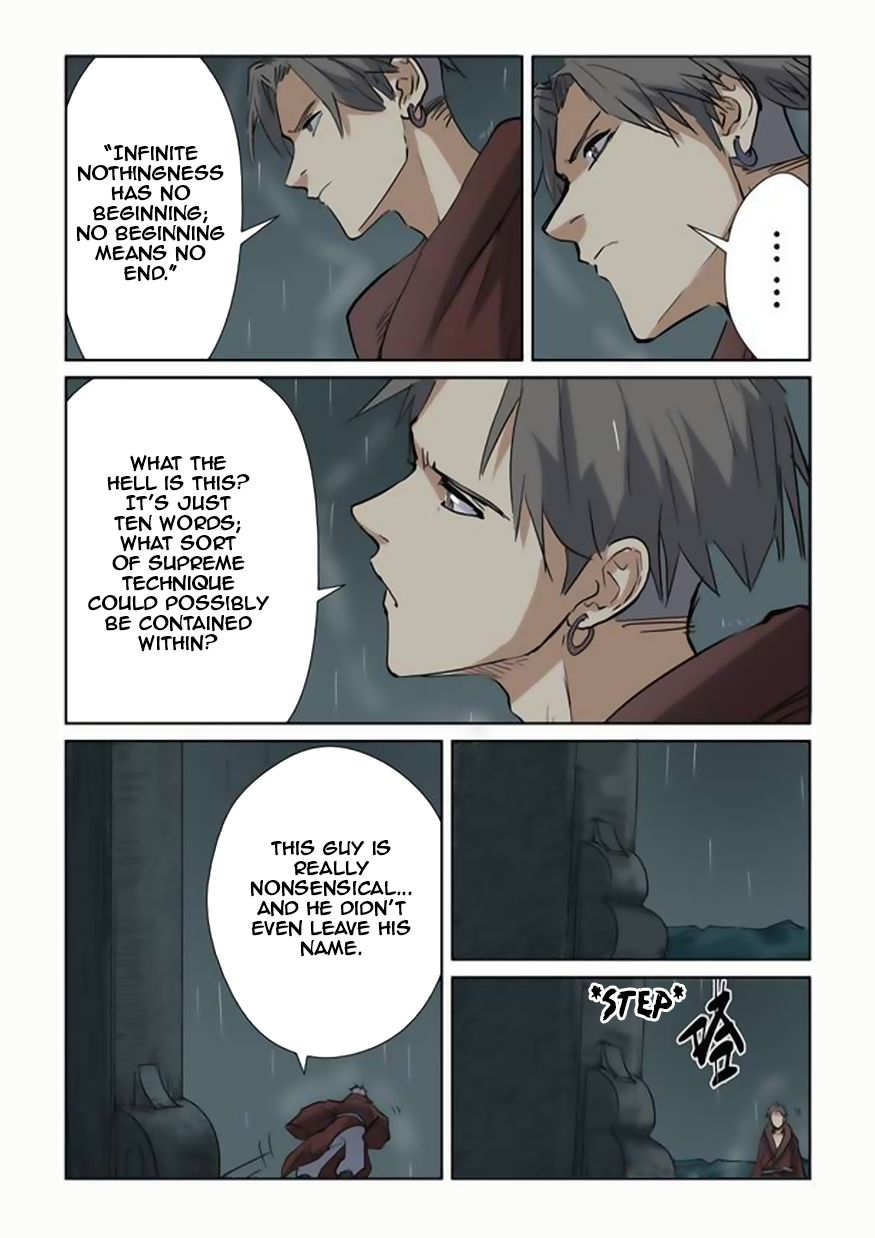 "INFINITE
NOTHINGNESS
HAS NO
BEGINNING;
NO BEGINNING
MEANS NO
END."
......
WHAT THE
HELL IS THIS?
IT'S JUST
TEN WORDS;
WHAT SORT
OF SUPREME
TECHNIQUE
COULD POSSIBLY
BE CONTAINED
WITHIN?
THIS GUY IS
REALLY
NONSENSICAL...
AND HE DIDN'T
EVEN LEAVE HIS
NAME.
*STEP*
嗒